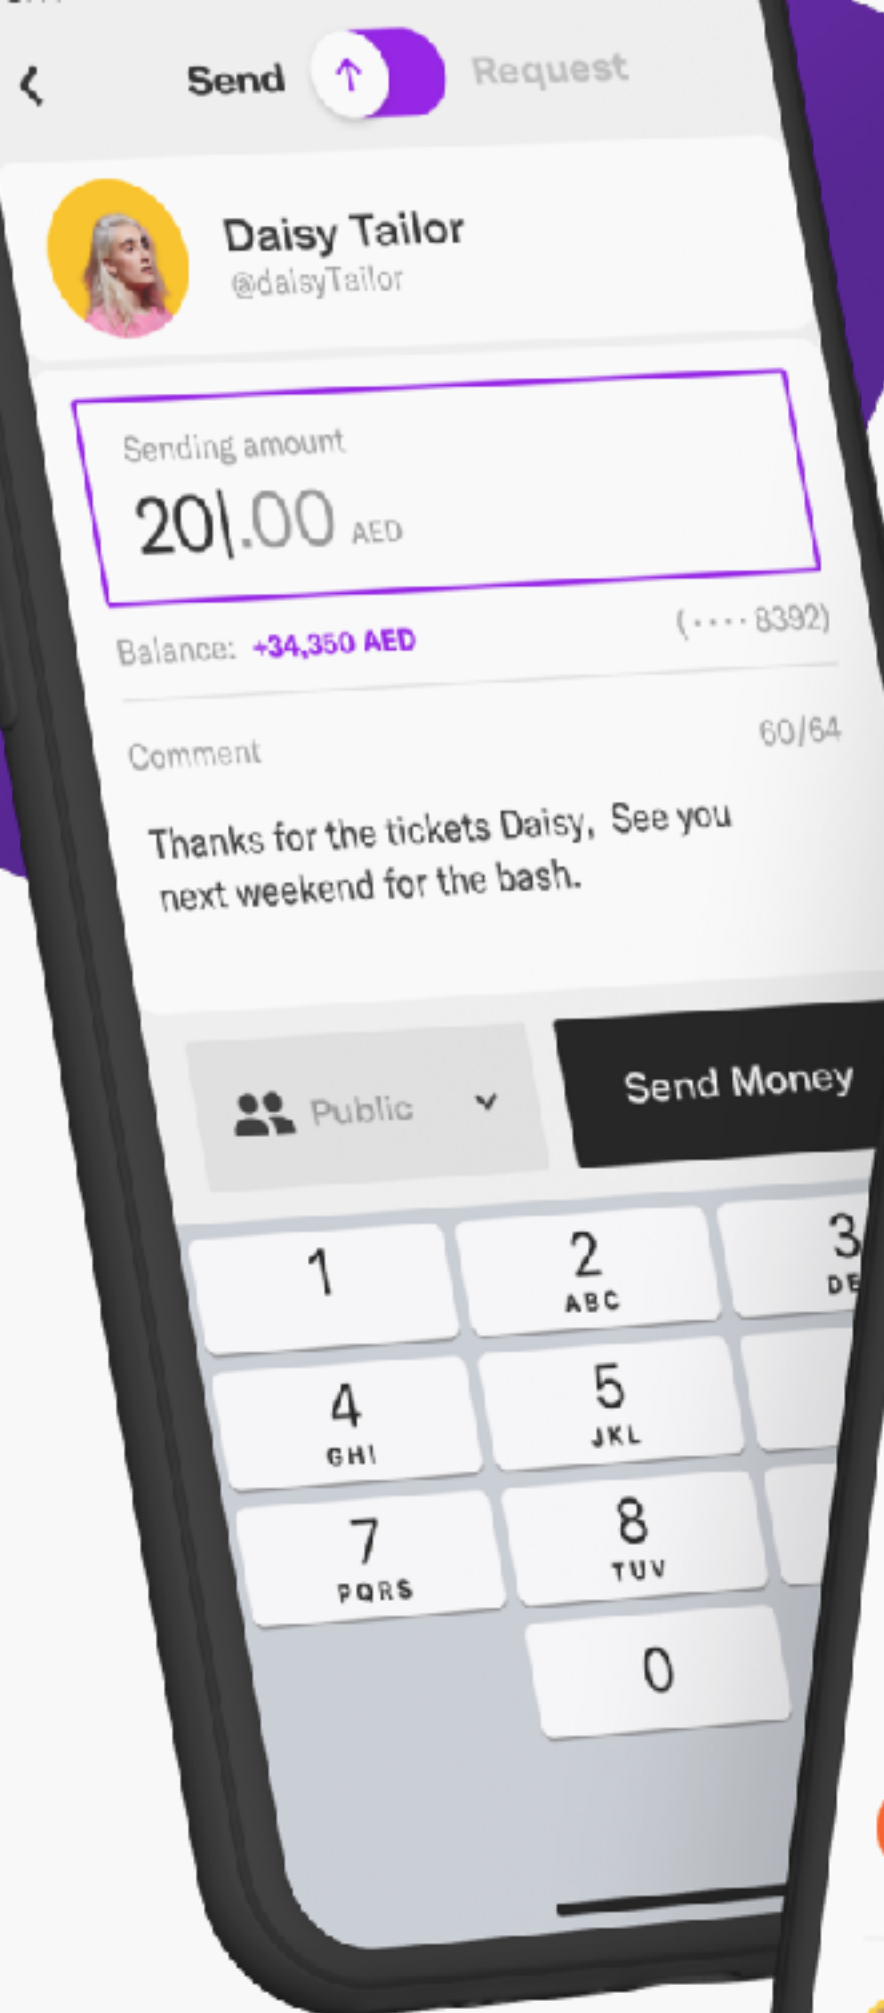 Send Request
Daisy Tailor
@daisyTailor
Sending amount
20|.00 AED
Balance: +34,350 AED (···· 8392)
Comment 60/64
Thanks for the tickets Daisy, See you
next weekend for the bash.
Public
Send Money
1 2 3
ABC DE
4 5
GHI JKL
7 8
PQRS TUV
0